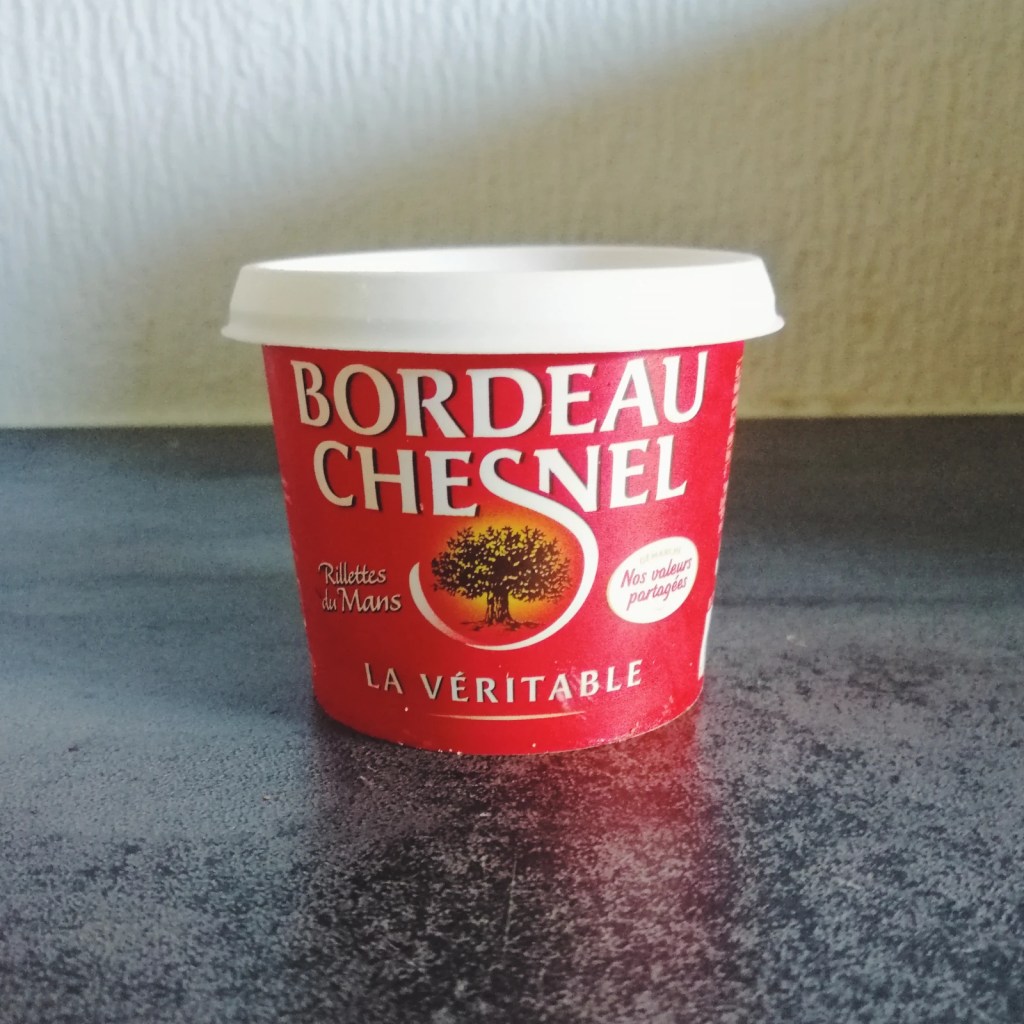 BORDEAU
CHESNEL
Rillettes
du Mans
Nos valeurs
partagées
LA VÉRITABLE